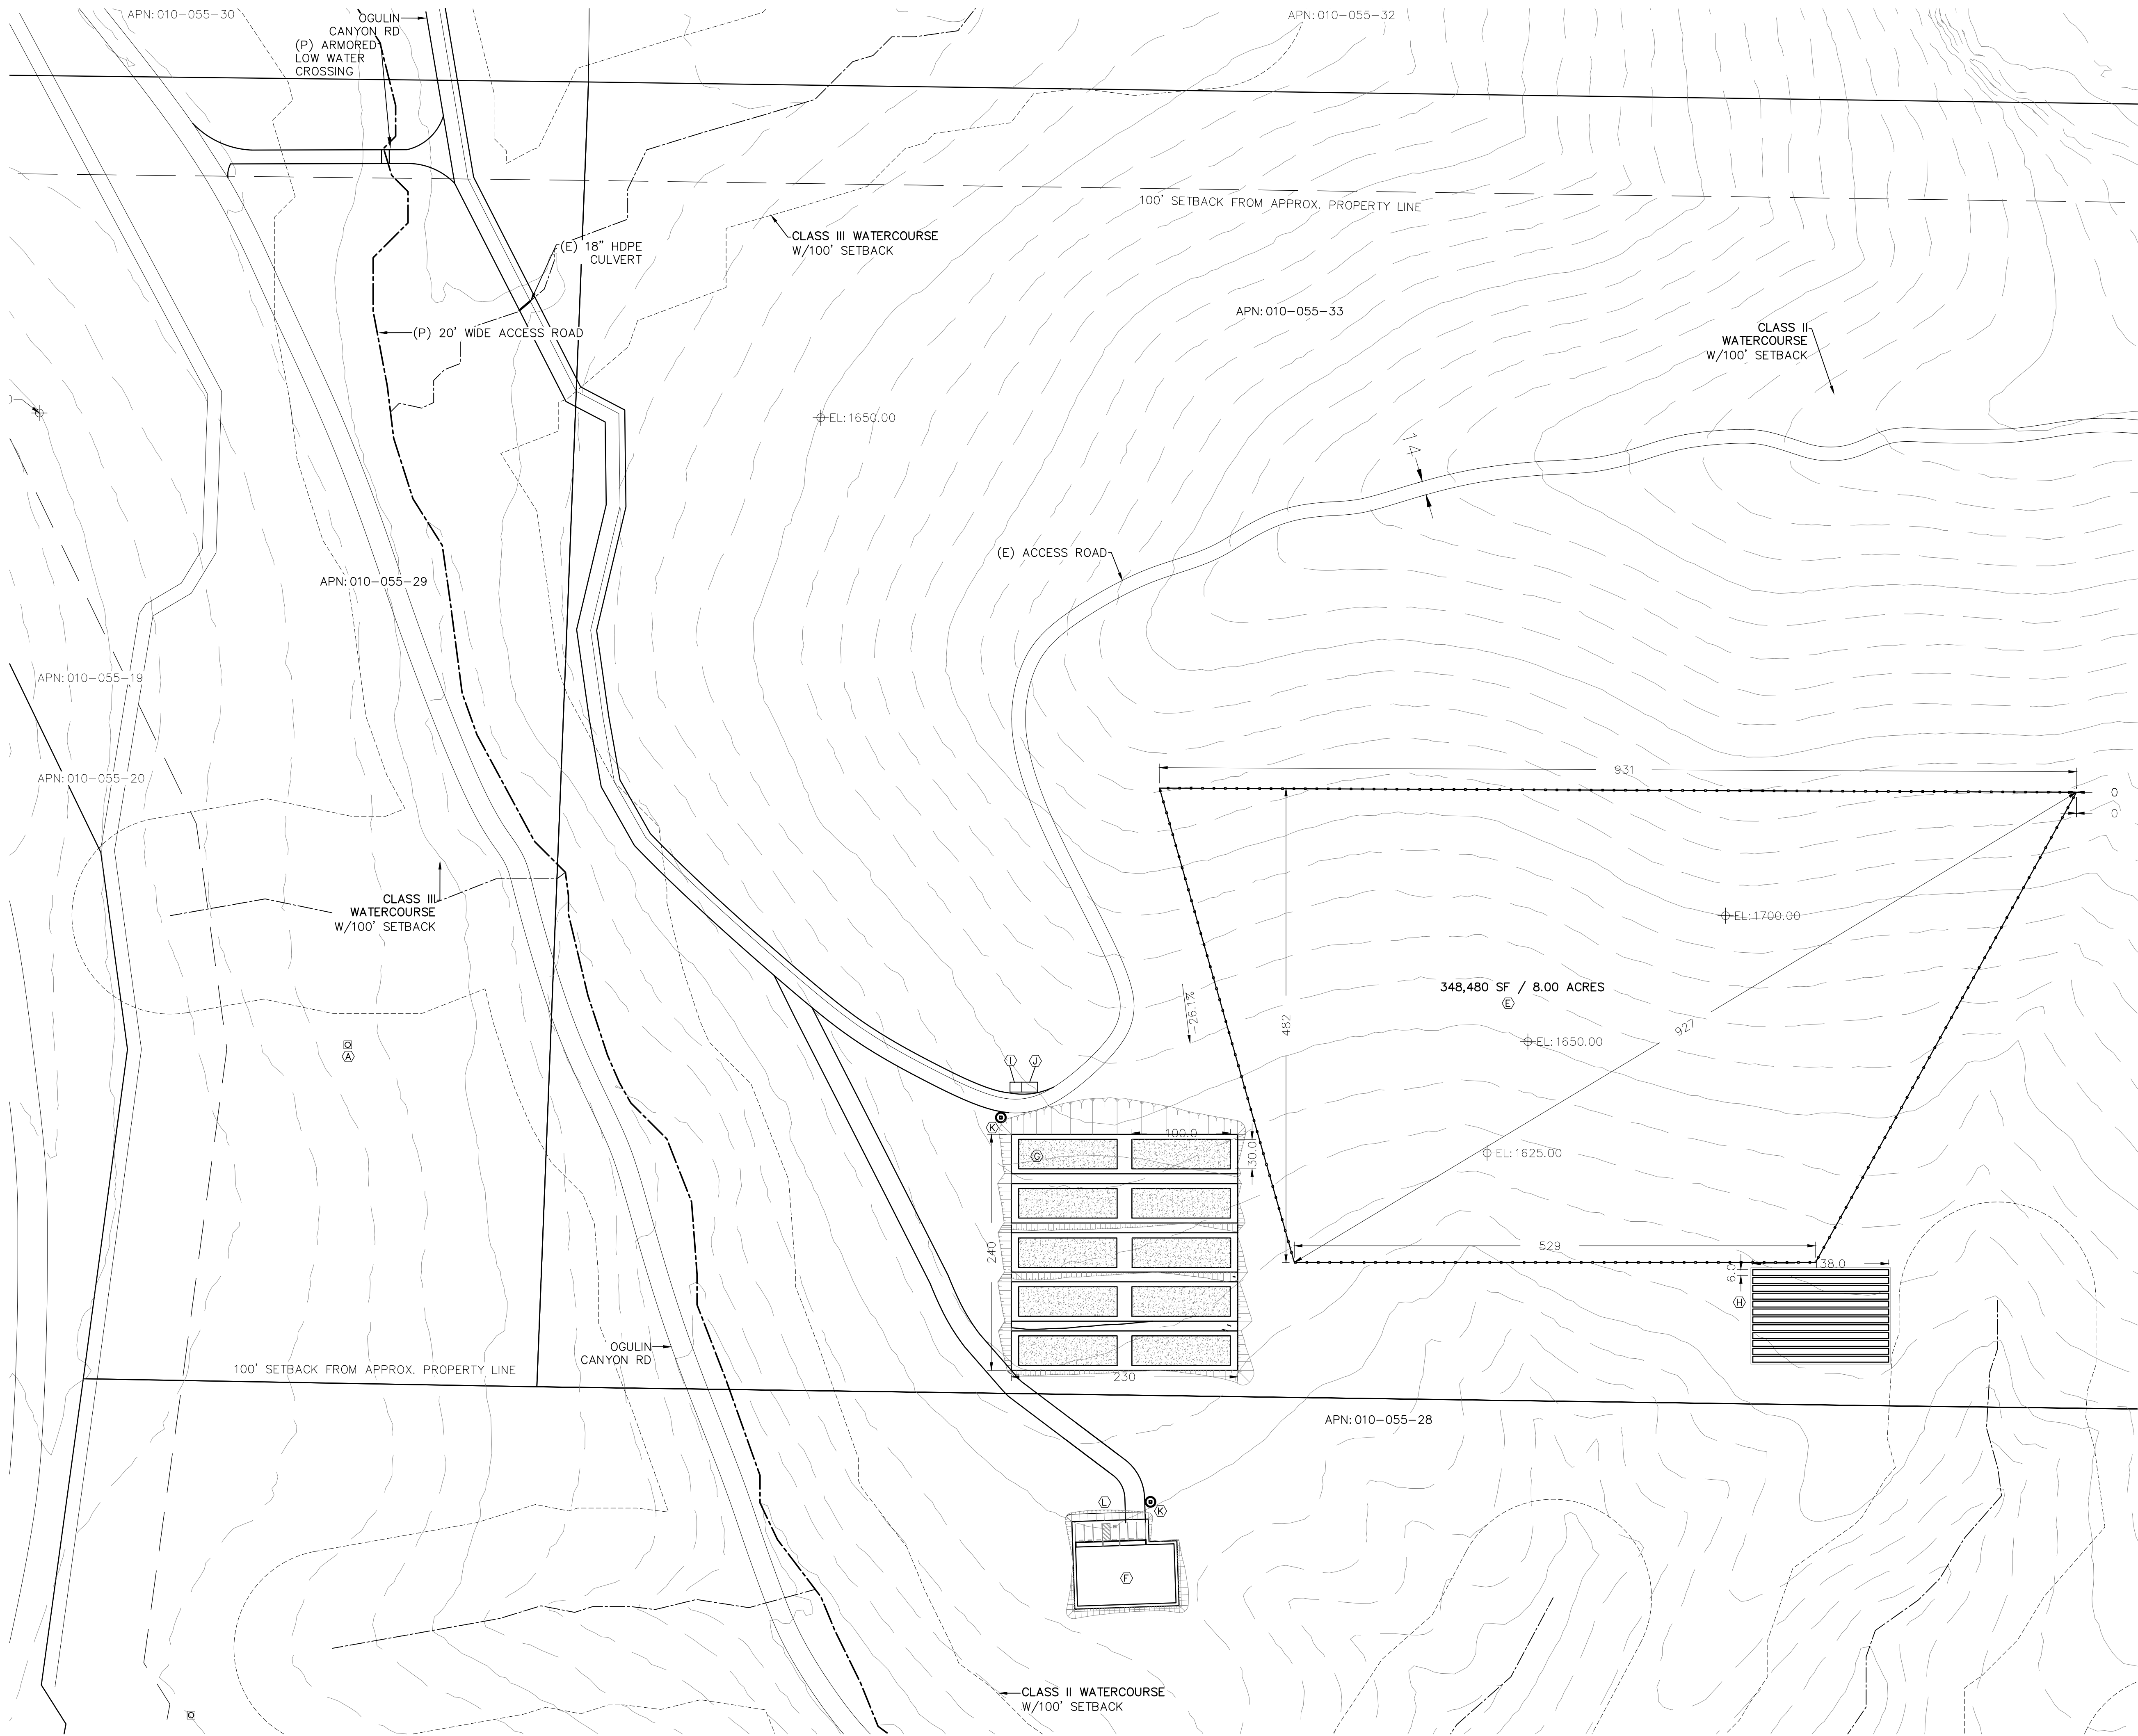 APN: 010-055-30
OGULIN
CANYON RD
(P) ARMORED
LOW WATER
CROSSING
APN: 010-055-32
100' SETBACK FROM APPROX. PROPERTY LINE
CLASS III WATERCOURSE
W/100' SETBACK
(E) 18" HDPE
CULVERT
(P) 20' WIDE ACCESS ROAD
APN: 010-055-33
CLASS II
WATERCOURSE
W/100' SETBACK
EL: 1650.00
14
(E) ACCESS ROAD
APN: 010-055-29
APN: 010-055-19
APN: 010-055-20
931
0
0
CLASS III
WATERCOURSE
W/100' SETBACK
EL: 1700.00
348,480 SF / 8.00 ACRES
E
-26.1%
482
927
EL: 1650.00
A
I
J
K
100.0
G
30.0
EL: 1625.00
240
529
138.0
6.0
H
OGULIN
CANYON RD
100' SETBACK FROM APPROX. PROPERTY LINE
230
APN: 010-055-28
L
K
F
CLASS II WATERCOURSE
W/100' SETBACK